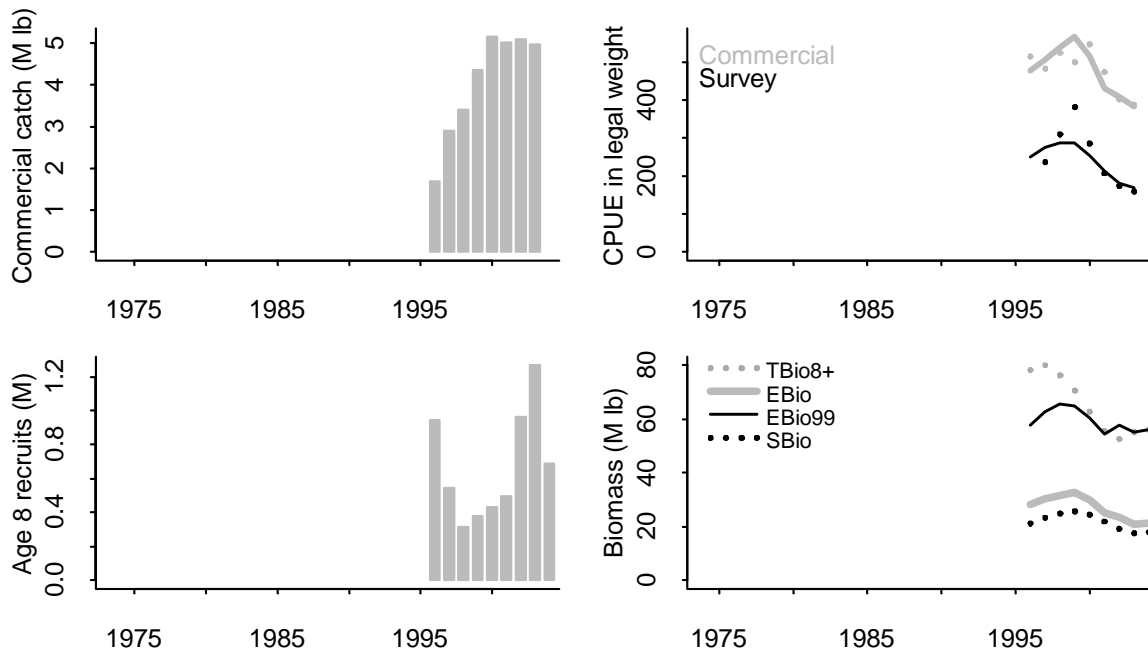 Commercial catch (M lb)
5
4
3
2
1
0
1975 1985 1995
CPUE in legal weight
400
200
0
Commercial
Survey
1975 1985 1995
Age 8 recruits (M)
1.2
0.8
0.4
0.0
1975 1985 1995
Biomass (M lb)
80
60
40
20
0
TBio8+
EBio
EBio99
SBio
1975 1985 1995